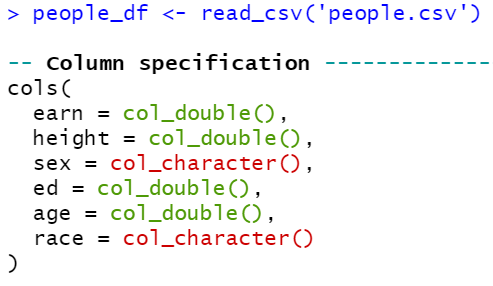 > people_df <- read_csv('people.csv')
-- Column specification -------------
cols(
  earn = col_double(),
  height = col_double(),
  sex = col_character(),
  ed = col_double(),
  age = col_double(),
  race = col_character()
)